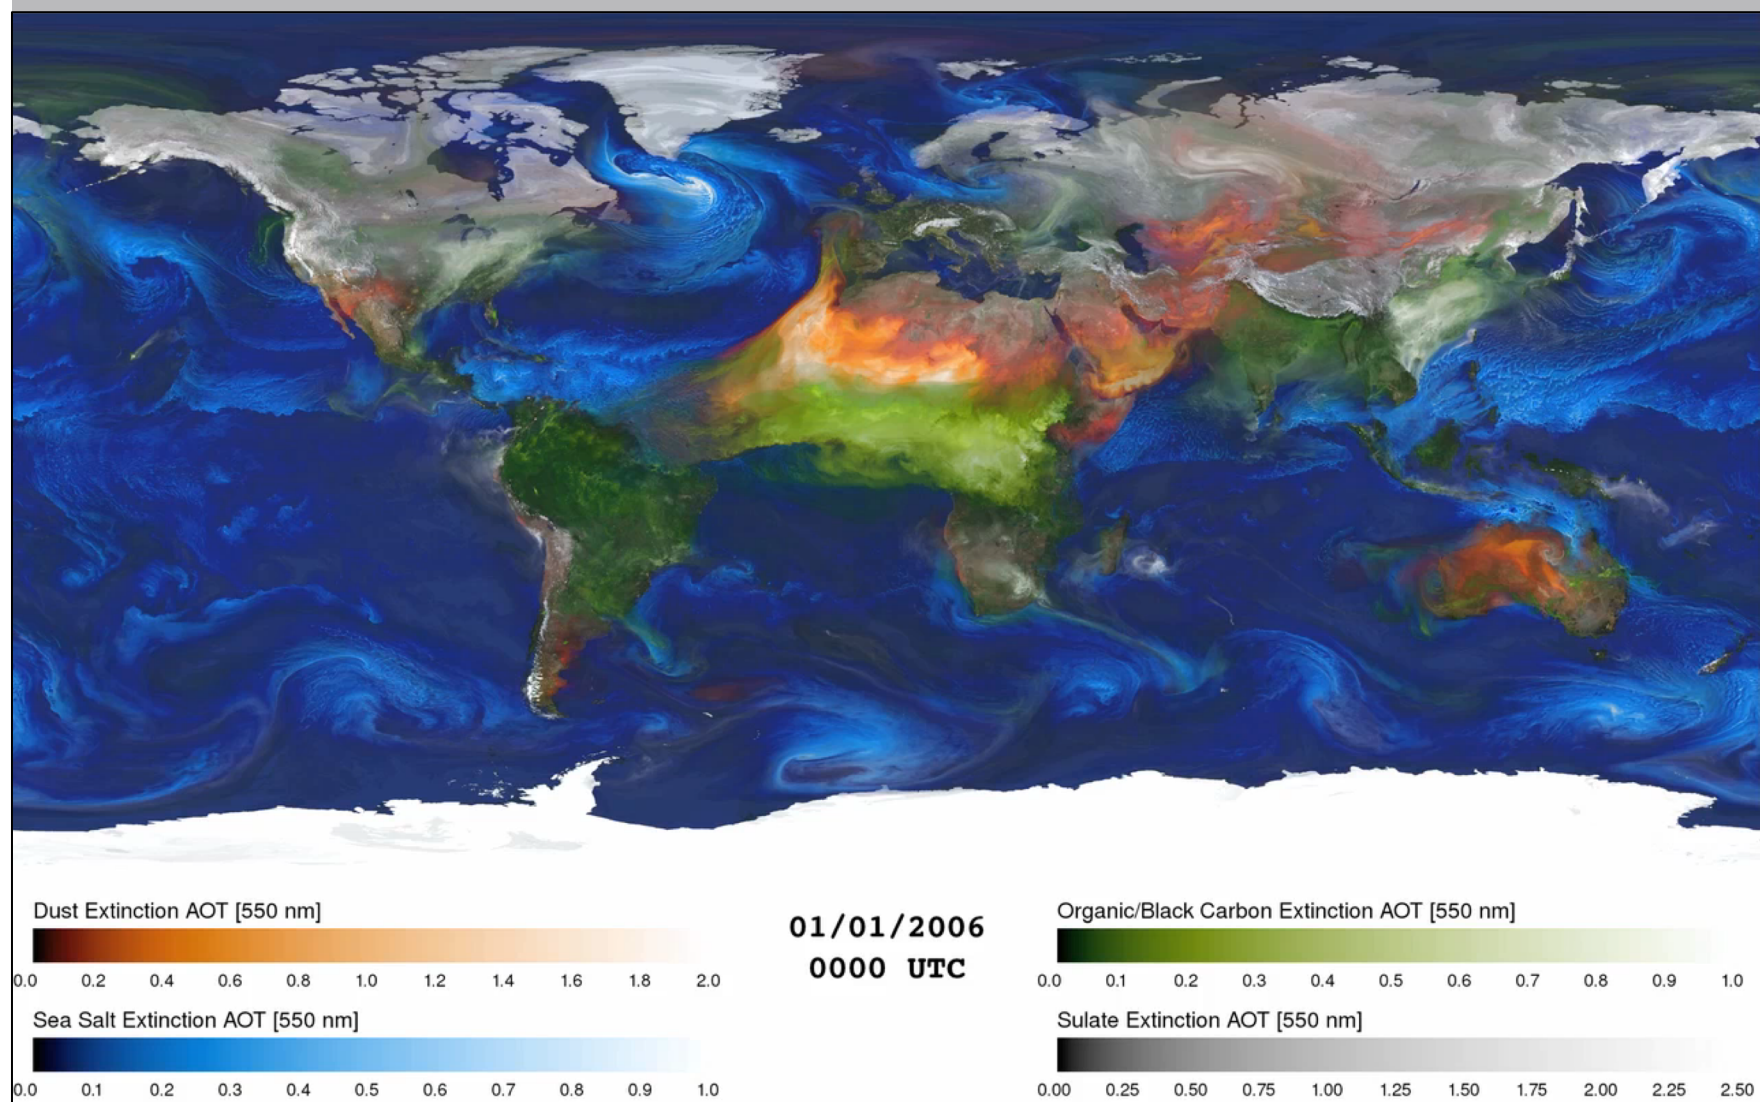 Dust Extinction AOT [550 nm]
0.0 0.2 0.4 0.6 0.8 1.0 1.2 1.4 1.6 1.8 2.0
Sea Salt Extinction AOT [550 nm]
0.0 0.1 0.2 0.3 0.4 0.5 0.6 0.7 0.8 0.9 1.0
01/01/2006
0000 UTC
Organic/Black Carbon Extinction AOT [550 nm]
0.0 0.1 0.2 0.3 0.4 0.5 0.6 0.7 0.8 0.9 1.0
Sulate Extinction AOT [550 nm]
0.00 0.25 0.50 0.75 1.00 1.25 1.50 1.75 2.00 2.25 2.50